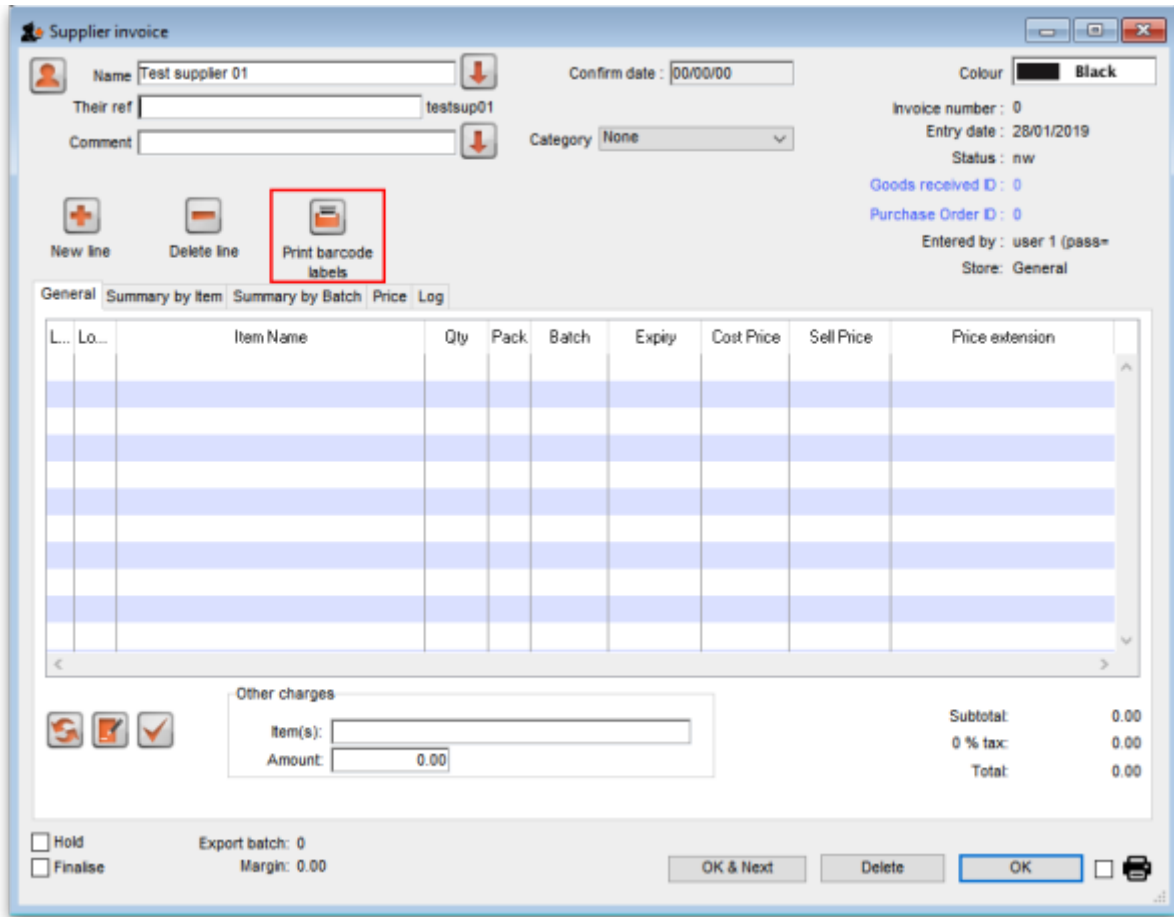 Supplier invoice
Name Test supplier 01 Confirm date : 00/00/00 Colour Black
Their ref testsup01 Invoice number : 0
Comment Category None Entry date : 28/01/2019
Status : nw
Goods received ID : 0
Purchase Order ID : 0
Entered by : user 1 (pass=
Store: General
New line Delete line Print barcode
labels
General Summary by Item Summary by Batch Price Log
L... Lo... Item Name Qty Pack Batch Expiry Cost Price Sell Price Price extension
Other charges
Item(s):
Amount: 0.00
Subtotal: 0.00
0 % tax: 0.00
Total: 0.00
Hold Export batch: 0
Finalise Margin: 0.00
OK & Next Delete OK